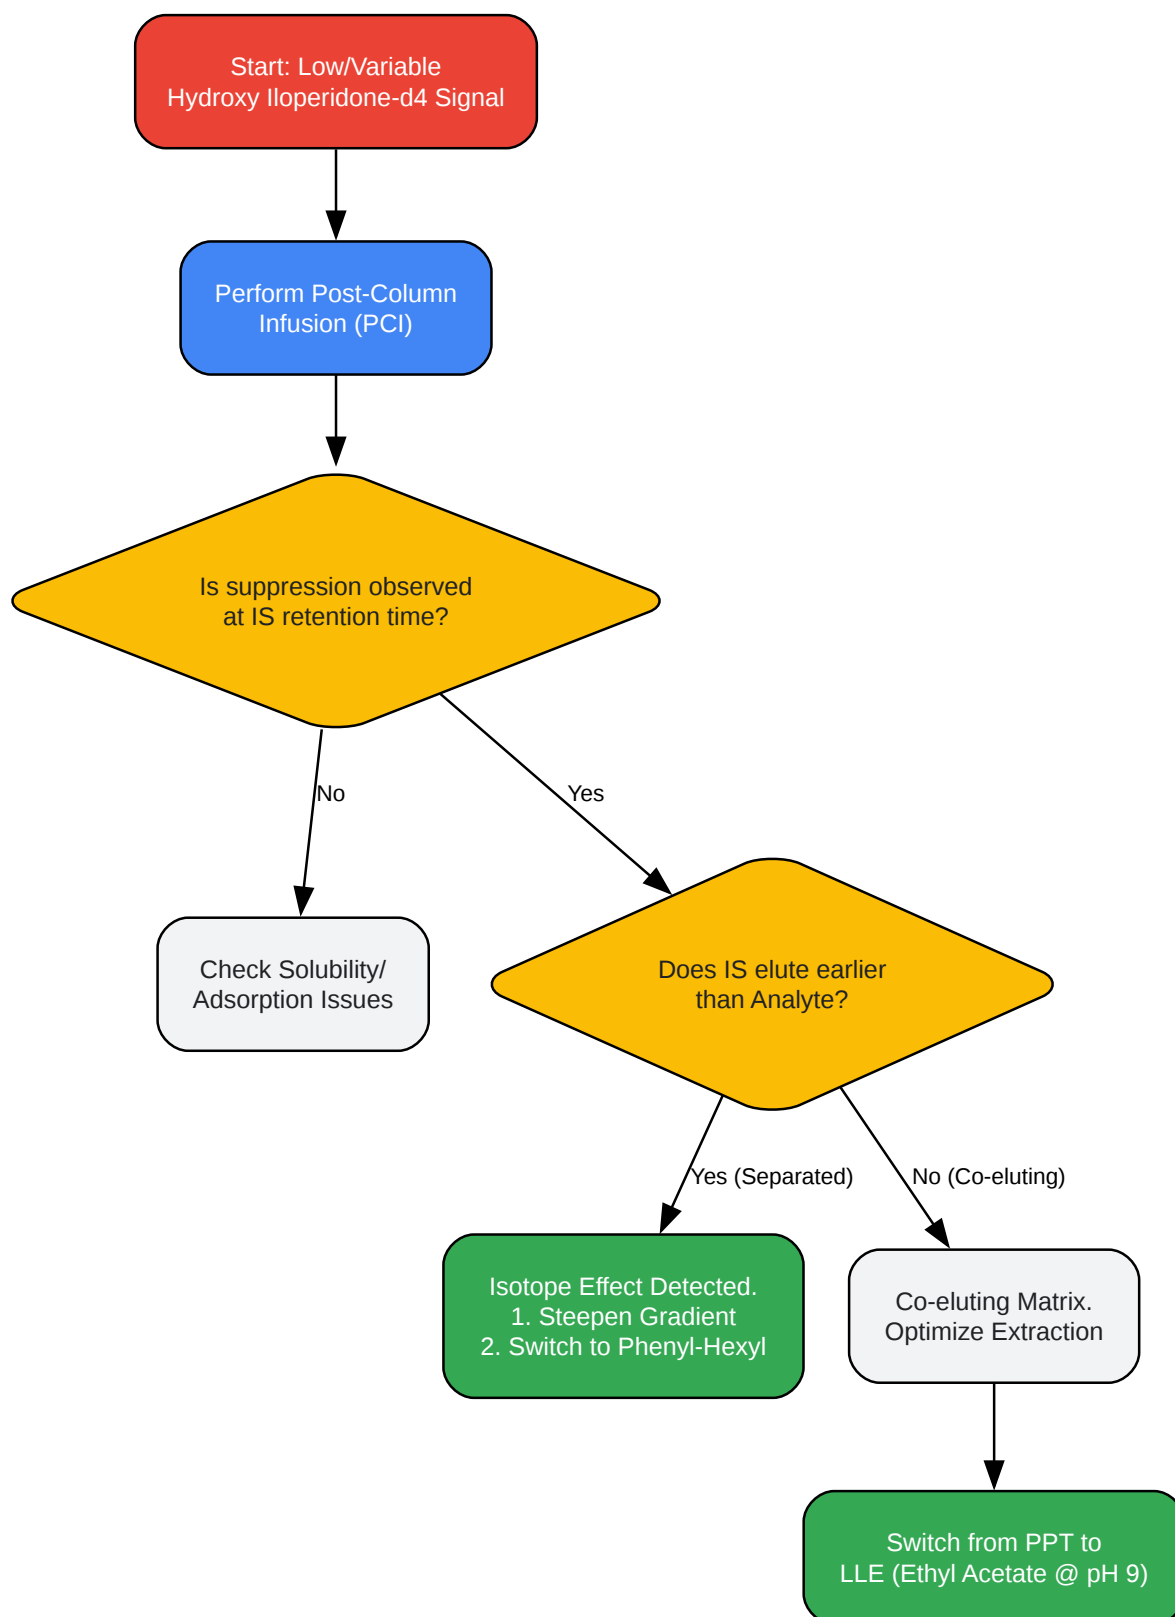 Start: Low/Variable
Hydroxy Iloperidone-d4 Signal
Perform Post-Column
Infusion (PCI)
Is suppression observed
at IS retention time?
No
Yes
Check Solubility/
Adsorption Issues
Does IS elute earlier
than Analyte?
Yes (Separated)
No (Co-eluting)
Isotope Effect Detected.
1. Steepen Gradient
2. Switch to Phenyl-Hexyl
Co-eluting Matrix.
Optimize Extraction
Switch from PPT to
LLE (Ethyl Acetate @ pH 9)